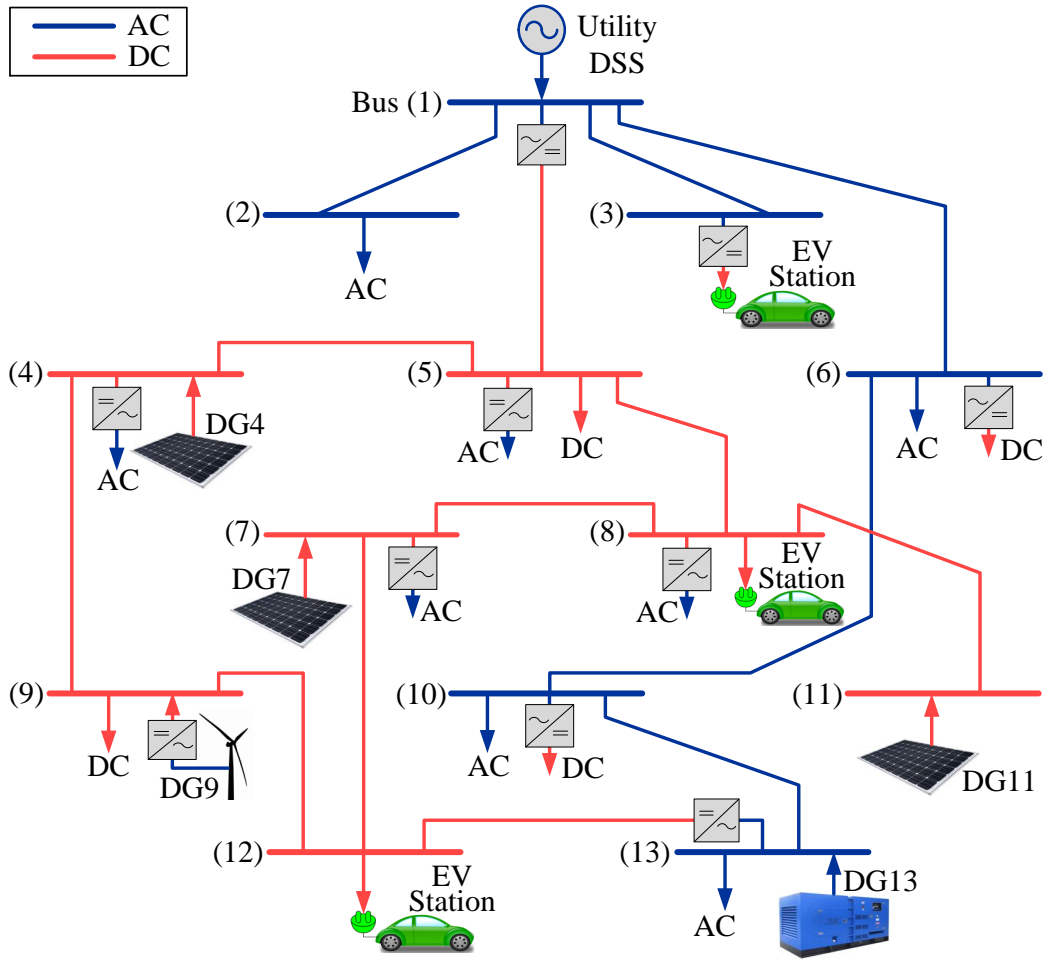 AC
DC
Utility
DSS
Bus (1)
(2)
(3)
AC
EV
Station
(4)
(5)
(6)
DG4
AC
AC
DC
AC
DC
(7)
(8)
EV
Station
DG7
AC
AC
(9)
(10)
(11)
DC
DG9
AC
DC
DG11
(12)
(13)
EV
Station
AC
DG13